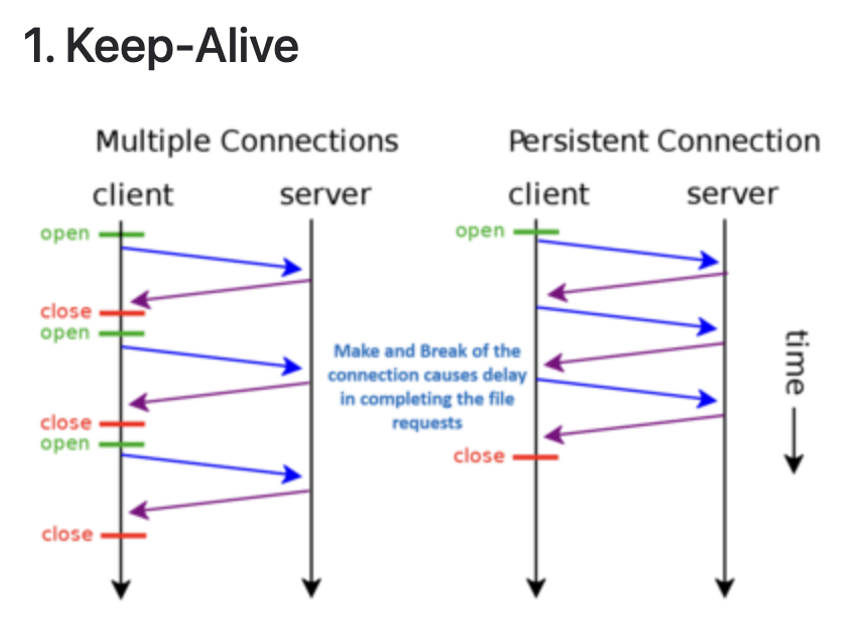 1. Keep-Alive
Multiple Connections
client
server
open
close
open
close
open
close
Make and Break of the
connection causes delay
in completing the file
requests
Persistent Connection
client
server
open
close
time